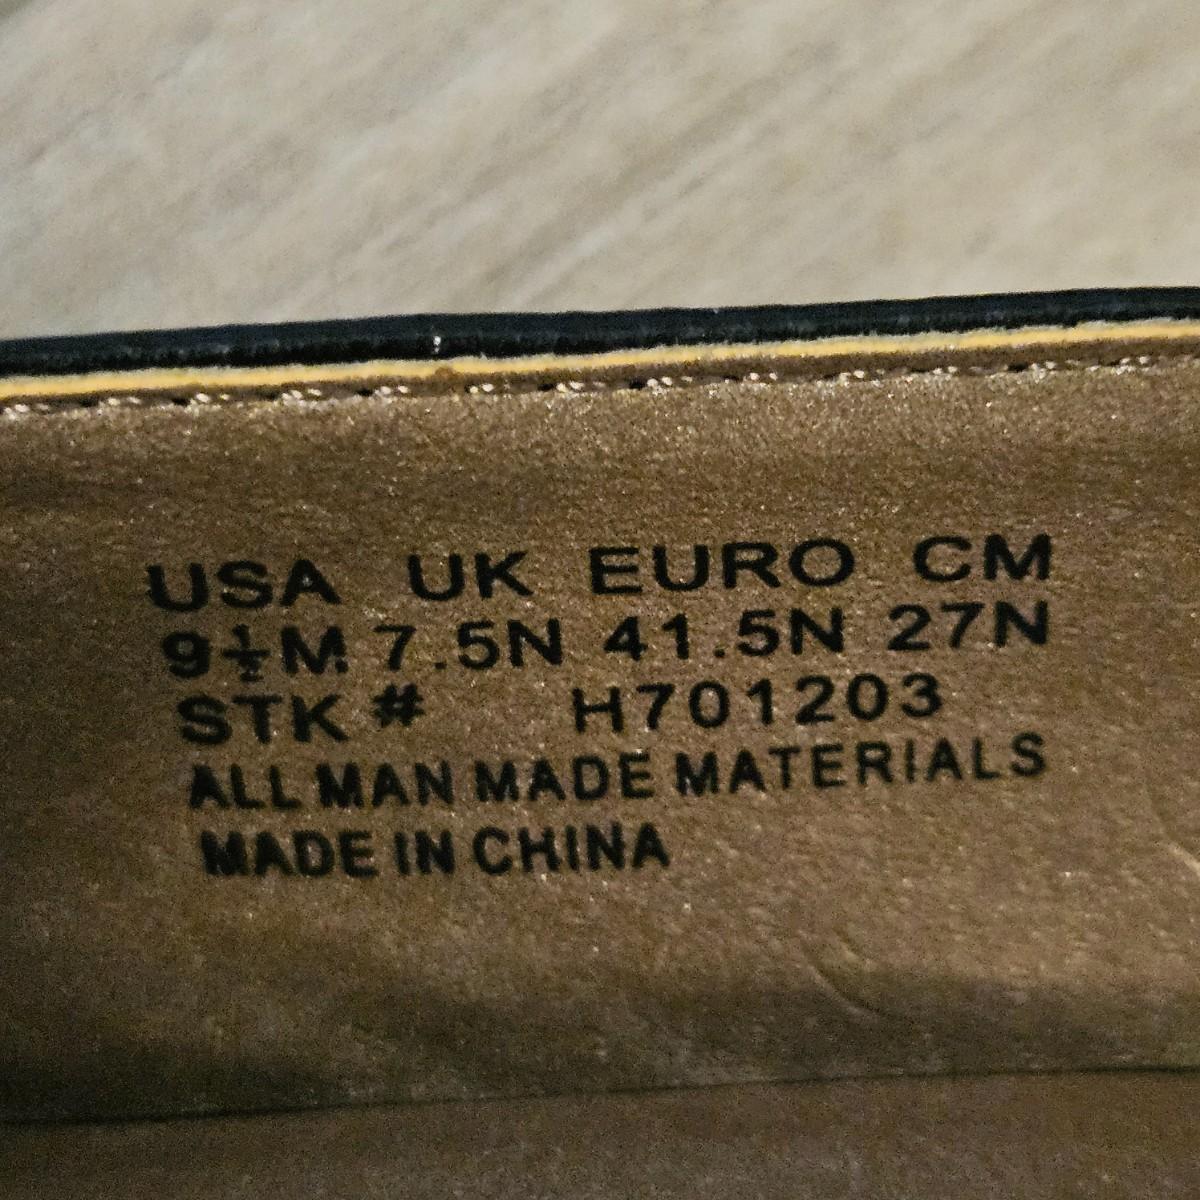 USA UK EURO CM
9½M 7.5N 41.5N 27N
STK # H701203
ALL MAN MADE MATERIALS
MADE IN CHINA